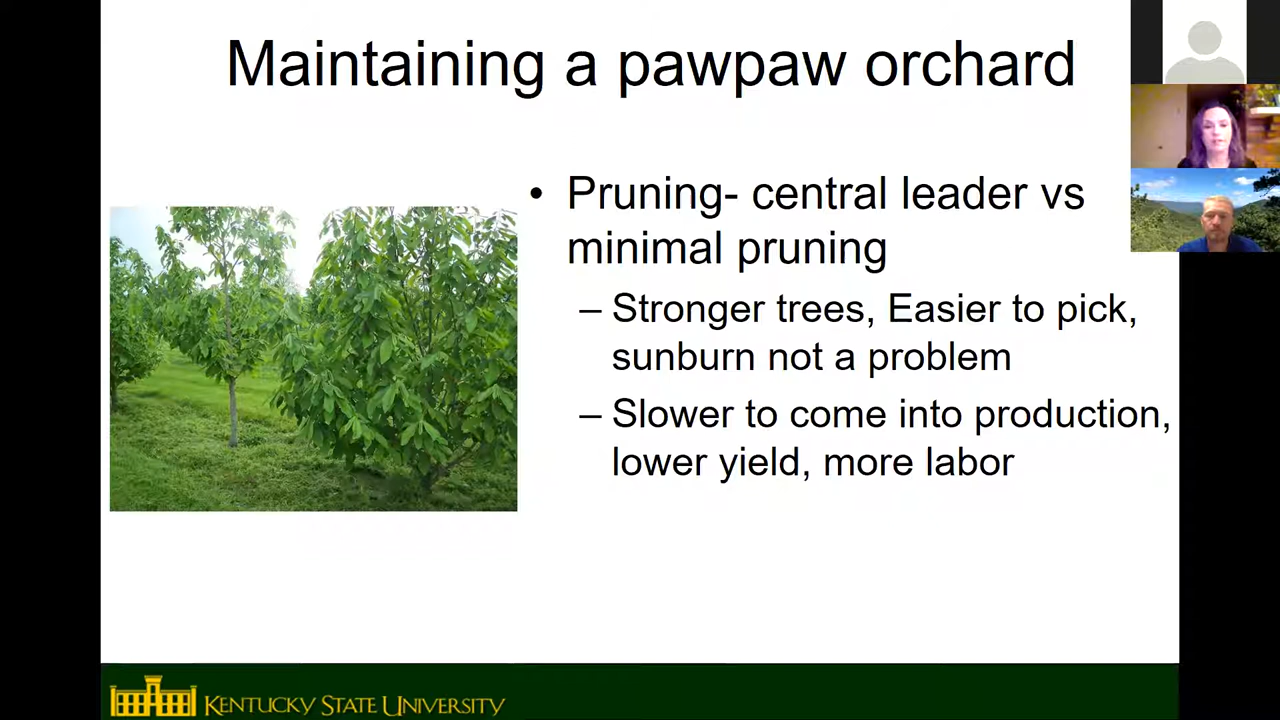 Maintaining a pawpaw orchard
• Pruning- central leader vs
minimal pruning
– Stronger trees, Easier to pick,
sunburn not a problem
– Slower to come into production,
lower yield, more labor
KENTUCKY STATE UNIVERSITY